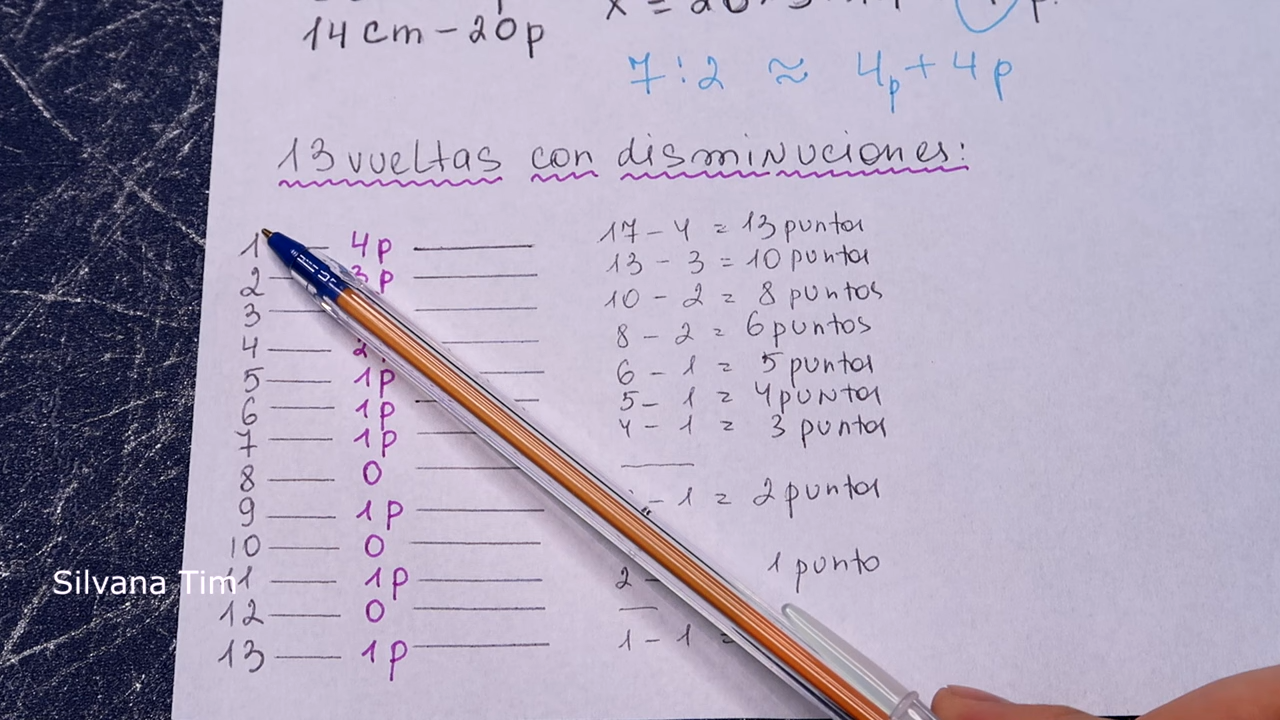 14 cm - 20 p
7 : 2 ≈ 4p + 4p
13 vueltas con disminuciones:
1 — 4p — 17 - 4 = 13 puntos
2 — 3p — 13 - 3 = 10 puntos
3 — — 10 - 2 = 8 puntos
4 — 2 — 8 - 2 = 6 puntos
5 — 1p — 6 - 1 = 5 puntos
6 — 1p — 5 - 1 = 4 puntos
7 — 1p — 4 - 1 = 3 puntos
8 — 0 — —
9 — 1p — - 1 = 2 puntos
10 — 0 —
11 — 1p — 2 - 1 punto
12 — 0 — —
13 — 1p — 1 - 1 =
Silvana Tim